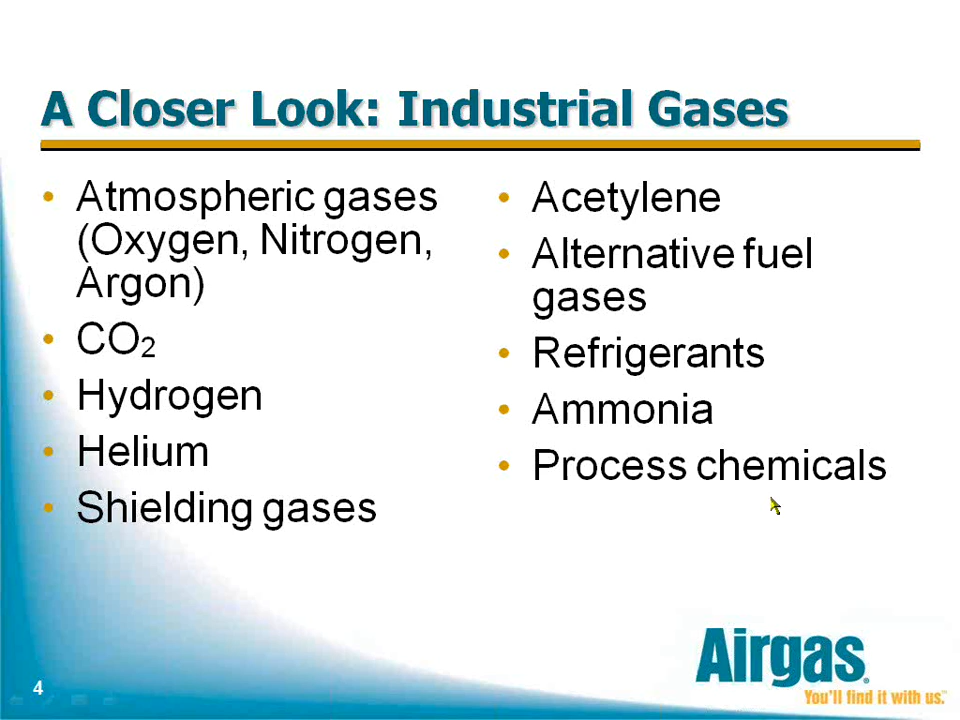 A Closer Look: Industrial Gases
• Atmospheric gases
(Oxygen, Nitrogen,
Argon)
• CO₂
• Hydrogen
• Helium
• Shielding gases
• Acetylene
• Alternative fuel
gases
• Refrigerants
• Ammonia
• Process chemicals
4
Airgas®
You'll find it with us.™